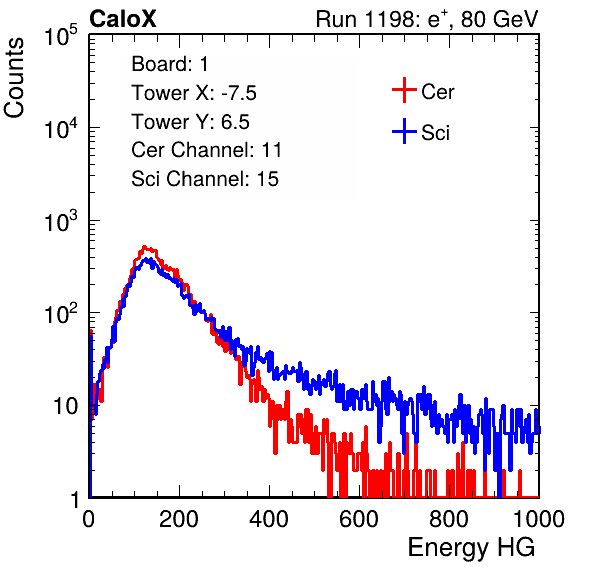 CaloX Run 1198: e⁺, 80 GeV
Counts
10⁵
10⁴
10³
10²
10
1
Board: 1
Tower X: -7.5
Tower Y: 6.5
Cer Channel: 11
Sci Channel: 15
Cer
Sci
0 200 400 600 800 1000
Energy HG